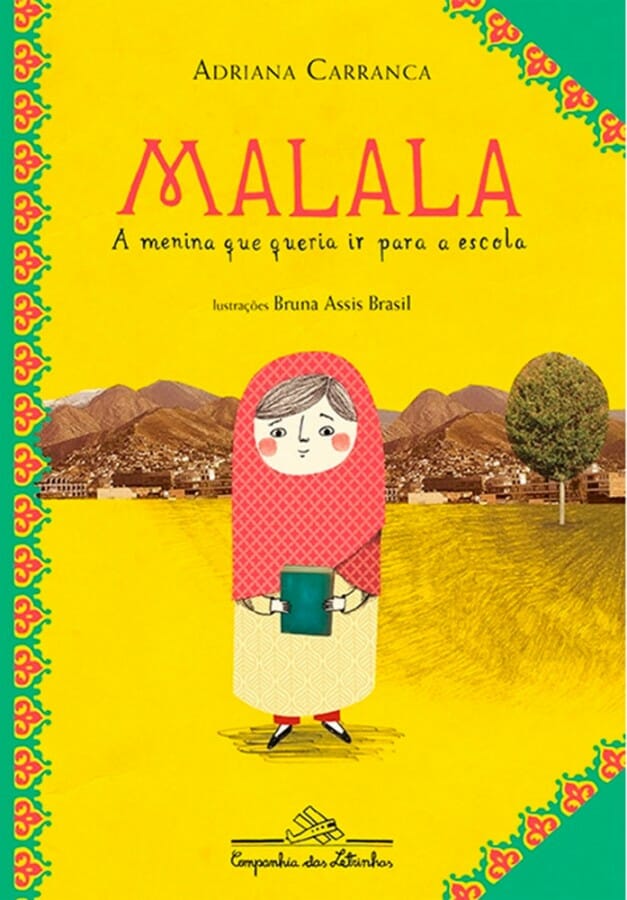 ADRIANA CARRANCA
MALALA
A menina que queria ir para a escola
lustrações Bruna Assis Brasil
Companhia das Letrinhas